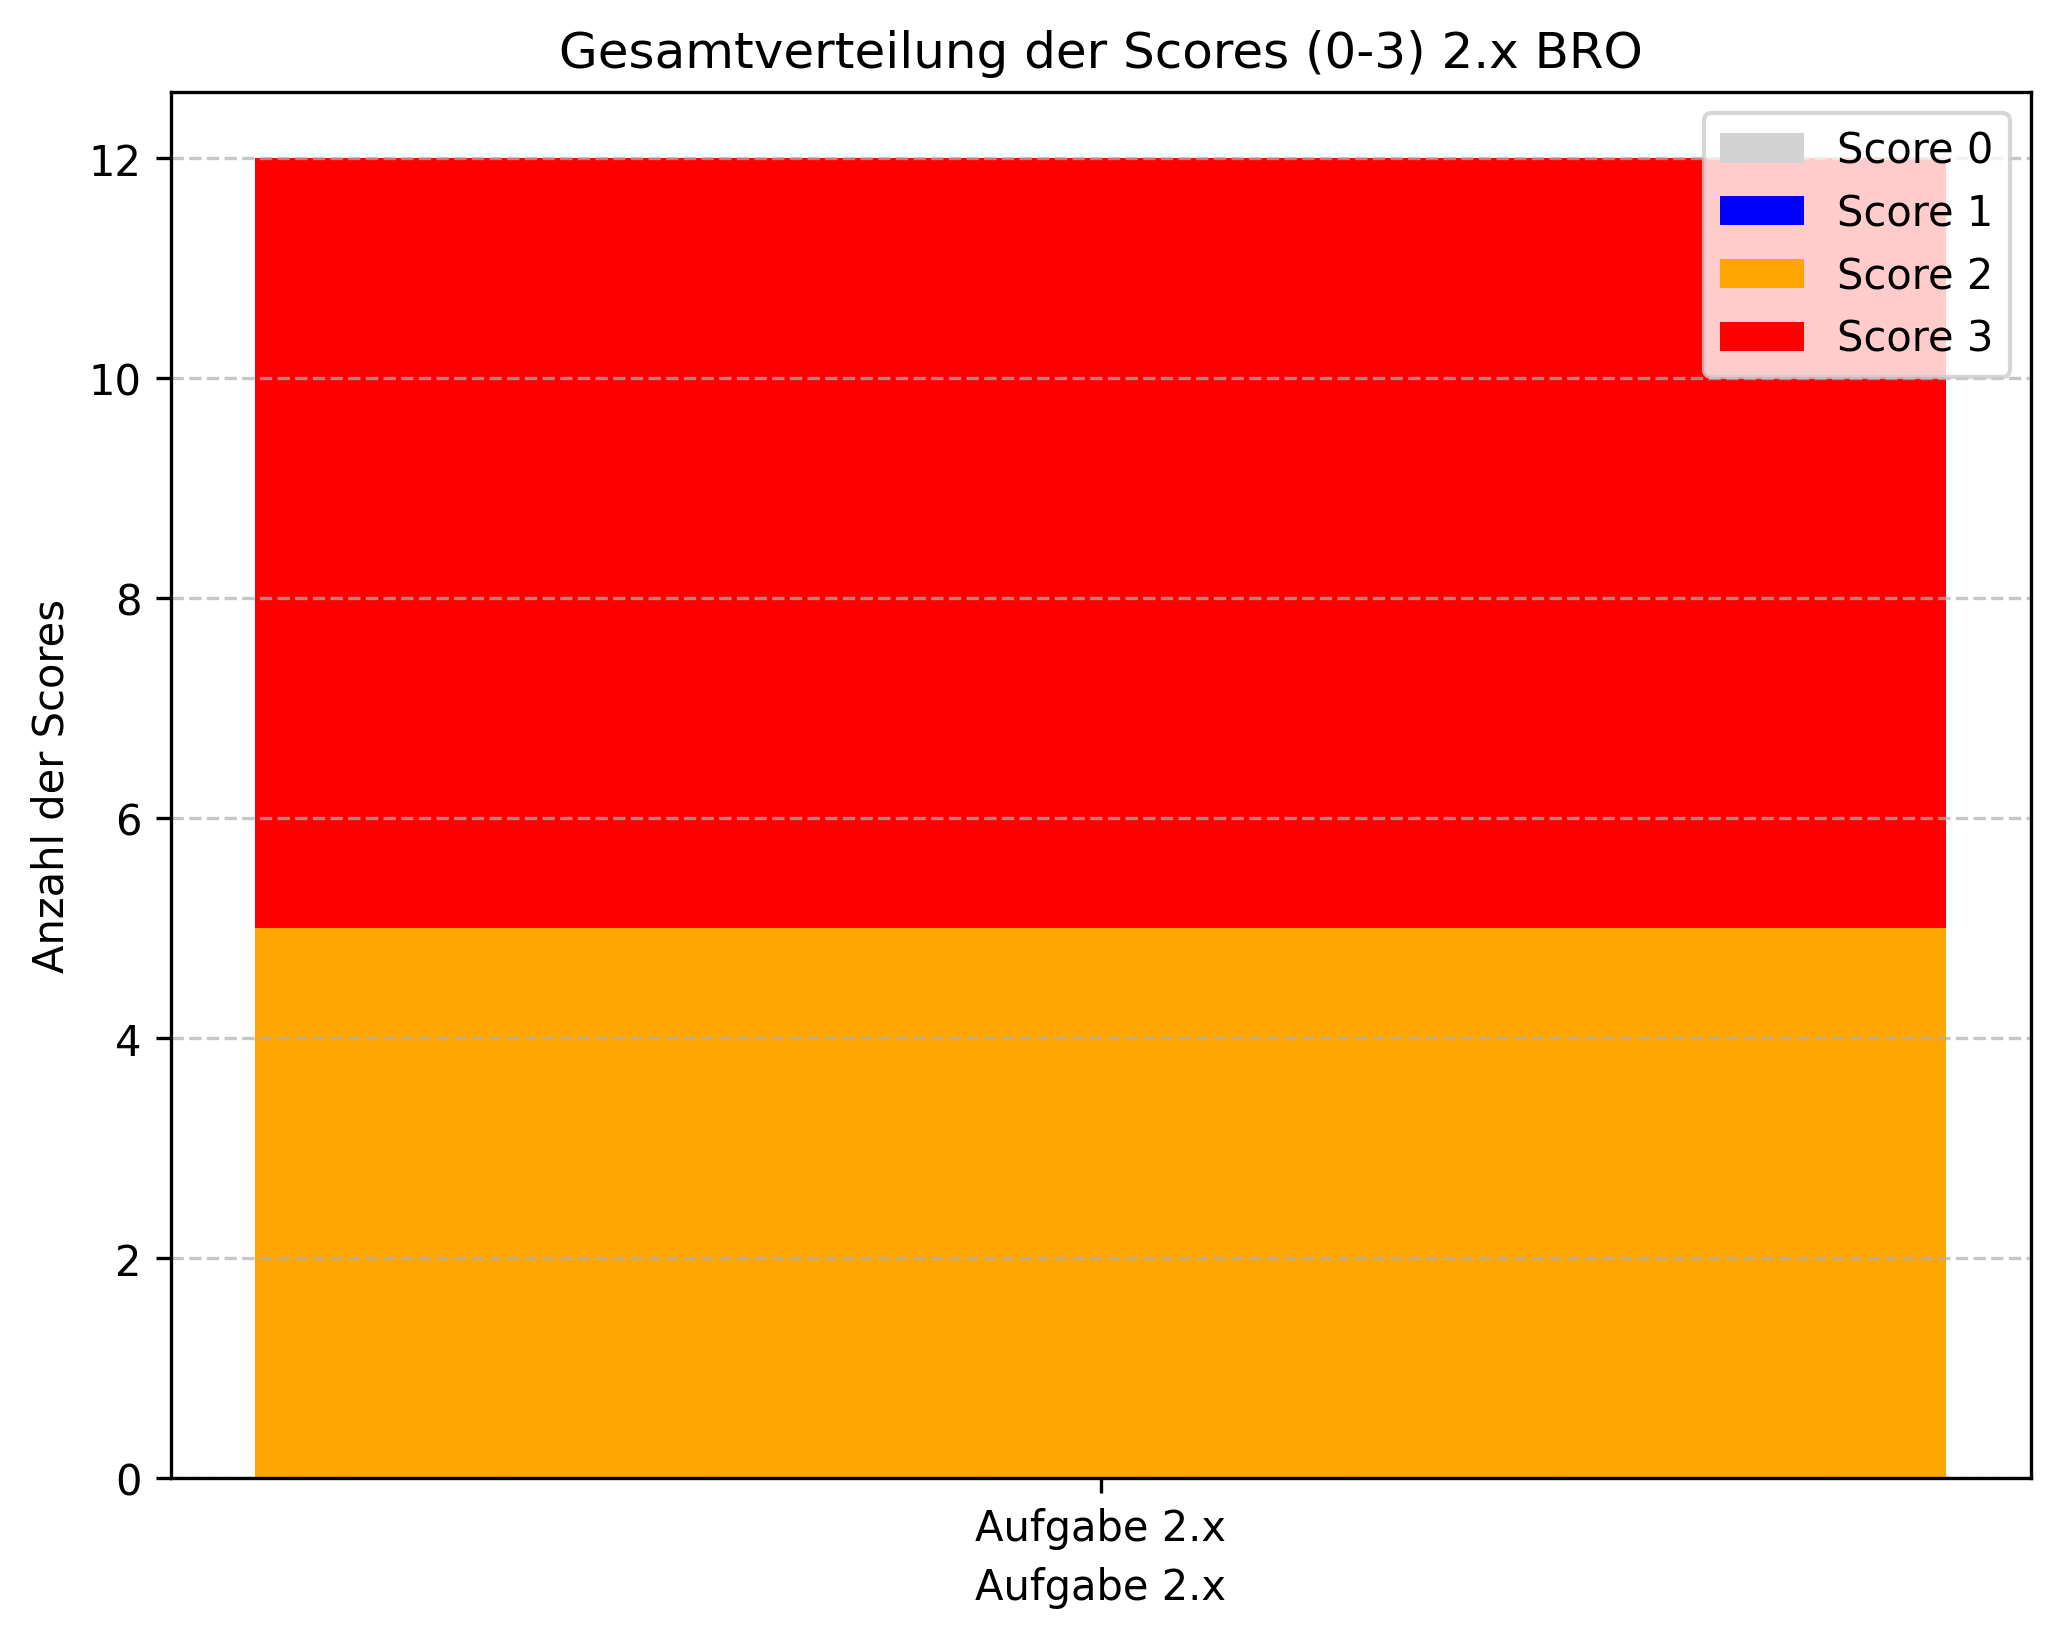 Gesamtverteilung der Scores (0-3) 2.x BRO
Score 0
Score 1
Score 2
Score 3
Anzahl der Scores
12
10
8
6
4
2
0
Aufgabe 2.x
Aufgabe 2.x